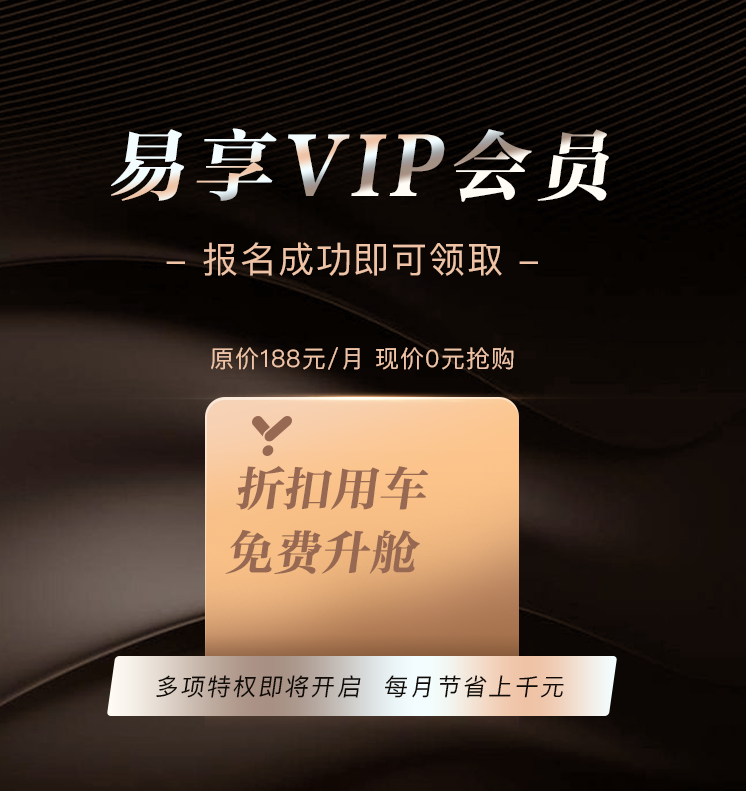 易享VIP会员
– 报名成功即可领取 –
原价188元/月 现价0元抢购
折扣用车
免费升舱
多项特权即将开启 每月节省上千元